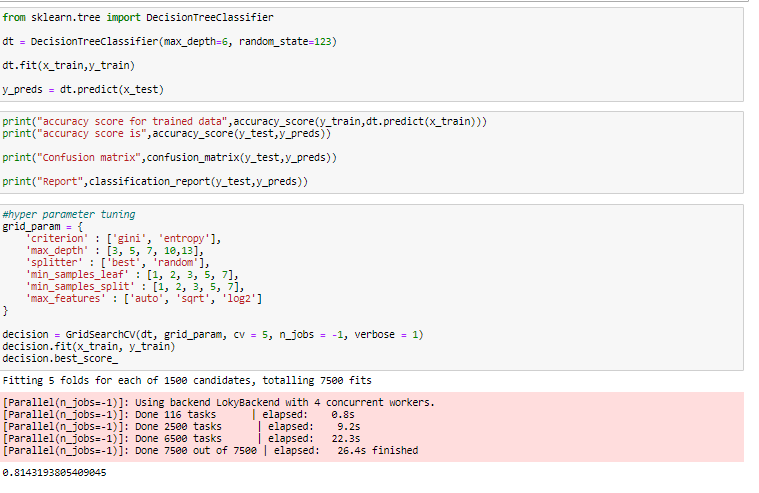 from sklearn.tree import DecisionTreeClassifier
dt = DecisionTreeClassifier(max_depth=6, random_state=123)
dt.fit(x_train,y_train)
y_preds = dt.predict(x_test)
print("accuracy score for trained data",accuracy_score(y_train,dt.predict(x_train)))
print("accuracy score is",accuracy_score(y_test,y_preds))
print("Confusion matrix",confusion_matrix(y_test,y_preds))
print("Report",classification_report(y_test,y_preds))
#hyper parameter tuning
grid_param = {
    'criterion' : ['gini', 'entropy'],
    'max_depth' : [3, 5, 7, 10,13],
    'splitter' : ['best', 'random'],
    'min_samples_leaf' : [1, 2, 3, 5, 7],
    'min_samples_split' : [1, 2, 3, 5, 7],
    'max_features' : ['auto', 'sqrt', 'log2']
}
decision = GridSearchCV(dt, grid_param, cv = 5, n_jobs = -1, verbose = 1)
decision.fit(x_train, y_train)
decision.best_score_
Fitting 5 folds for each of 1500 candidates, totalling 7500 fits
[Parallel(n_jobs=-1)]: Using backend LokyBackend with 4 concurrent workers.
[Parallel(n_jobs=-1)]: Done 116 tasks      | elapsed:    0.8s
[Parallel(n_jobs=-1)]: Done 2500 tasks      | elapsed:    9.2s
[Parallel(n_jobs=-1)]: Done 6500 tasks      | elapsed:   22.3s
[Parallel(n_jobs=-1)]: Done 7500 out of 7500 | elapsed:   26.4s finished
0.8143193805409045